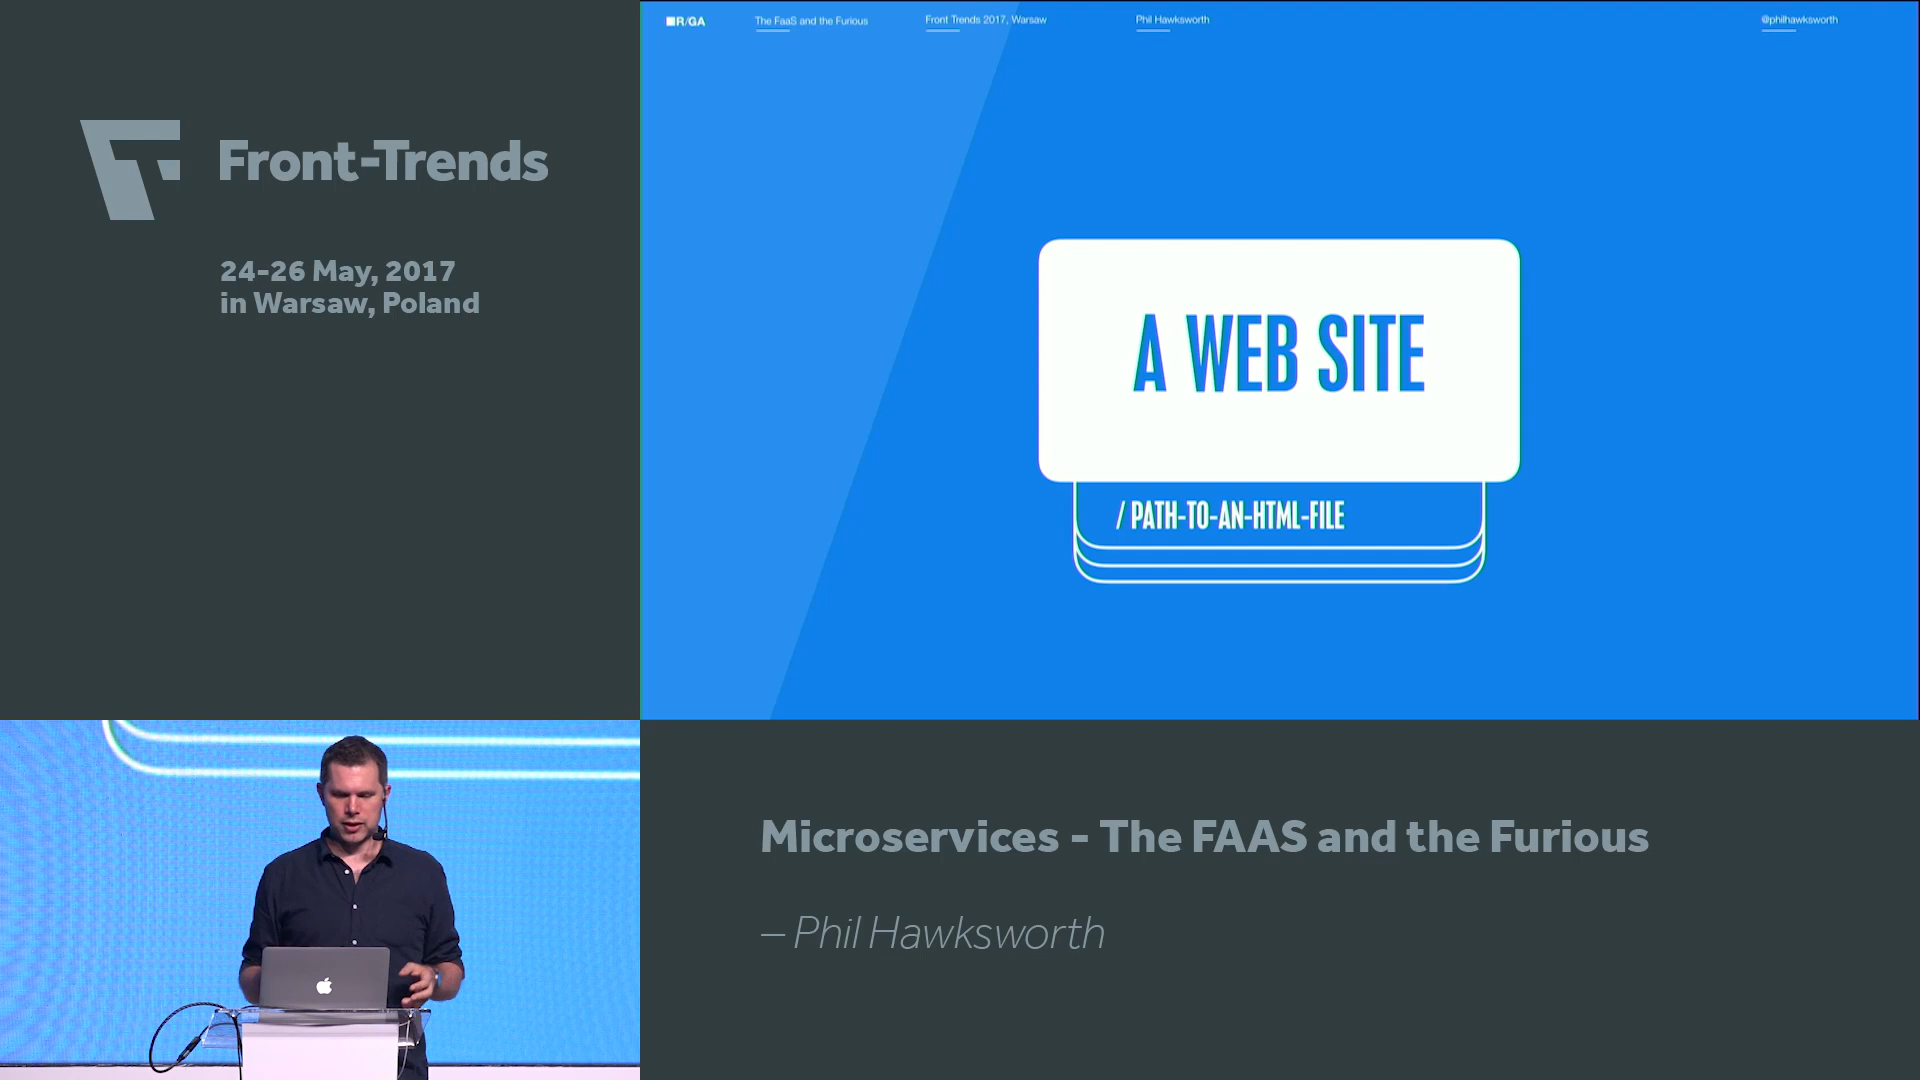 Front-Trends
24-26 May, 2017
in Warsaw, Poland
R/GA
The FaaS and the Furious
Front Trends 2017, Warsaw
Phil Hawksworth
@philhawksworth
A WEB SITE
/ PATH-TO-AN-HTML-FILE
Microservices - The FAAS and the Furious
– Phil Hawksworth